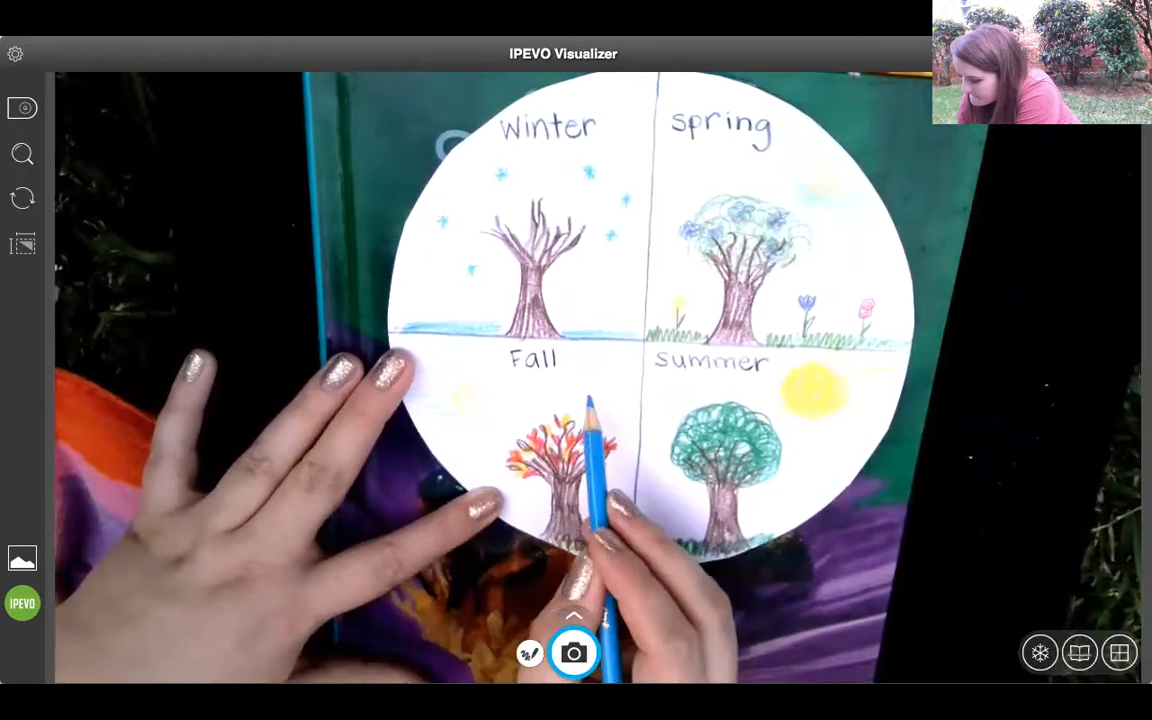 IPEVO Visualizer
Winter
spring
Fall
summer
IPEVO